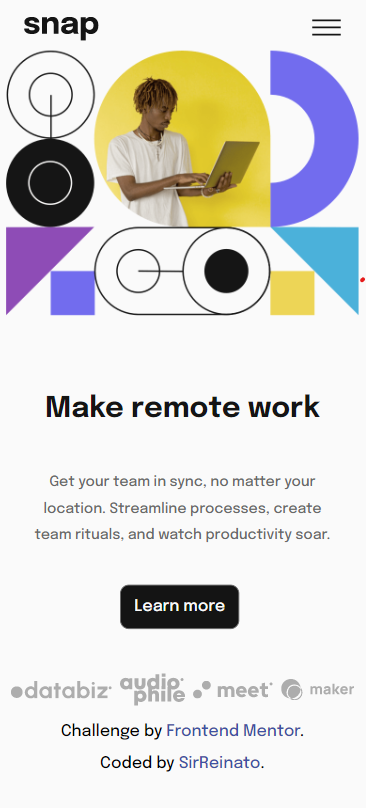 snap
Make remote work
Get your team in sync, no matter your
location. Streamline processes, create
team rituals, and watch productivity soar.
Learn more
databiz audiophile meet maker
Challenge by Frontend Mentor.
Coded by SirReinato.